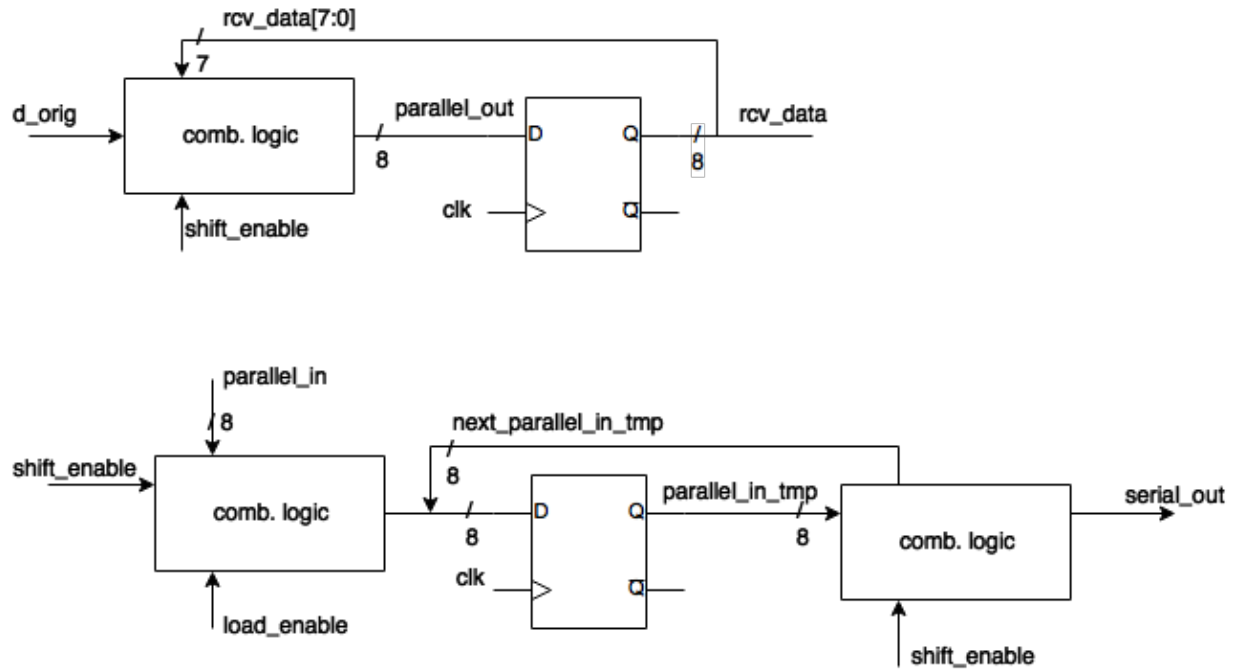 rcv_data[7:0]
/
7
d_orig
comb. logic
parallel_out
/
8
D
Q
/
8
rcv_data
clk
Q
shift_enable
parallel_in
/ 8
shift_enable
comb. logic
load_enable
next_parallel_in_tmp
/
8
/
8
D
Q
parallel_in_tmp
/
8
clk
Q
comb. logic
serial_out
shift_enable